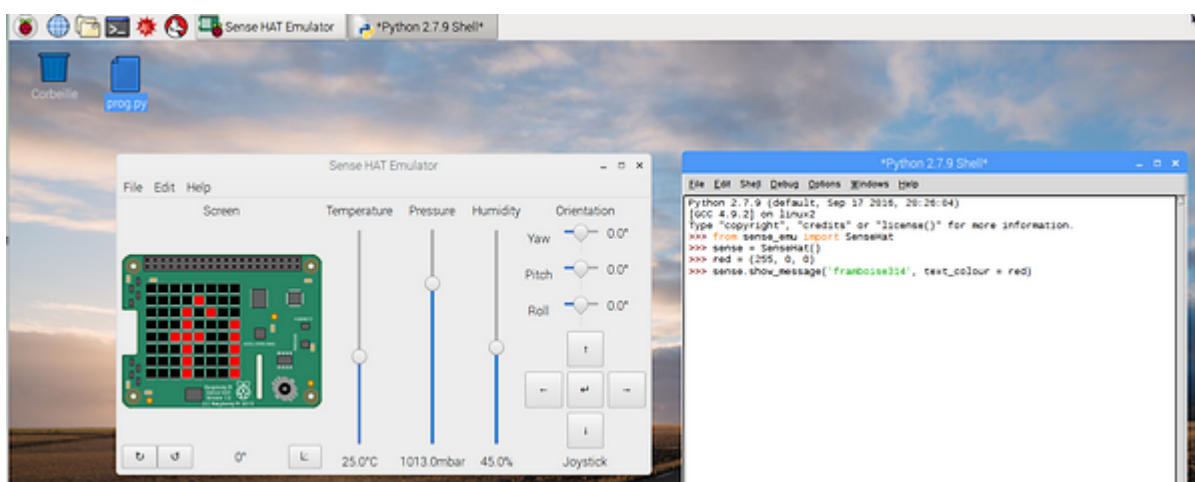 Sense HAT Emulator
*Python 2.7.9 Shell*
Corbeille
prog.py
Sense HAT Emulator
File Edit Help
Screen
Temperature
Pressure
Humidity
Orientation
Yaw
0.0°
Pitch
0.0°
Roll
0.0°
0°
25.0°C
1013.0mbar
45.0%
Joystick
*Python 2.7.9 Shell*
File Edit Shell Debug Options Windows Help
Python 2.7.9 (default, Sep 17 2016, 20:26:04)
[GCC 4.9.2] on linux2
Type "copyright", "credits" or "license()" for more information.
>>> from sense_emu import SenseHat
>>> sense = SenseHat()
>>> red = (255, 0, 0)
>>> sense.show_message('framboise314', text_colour = red)